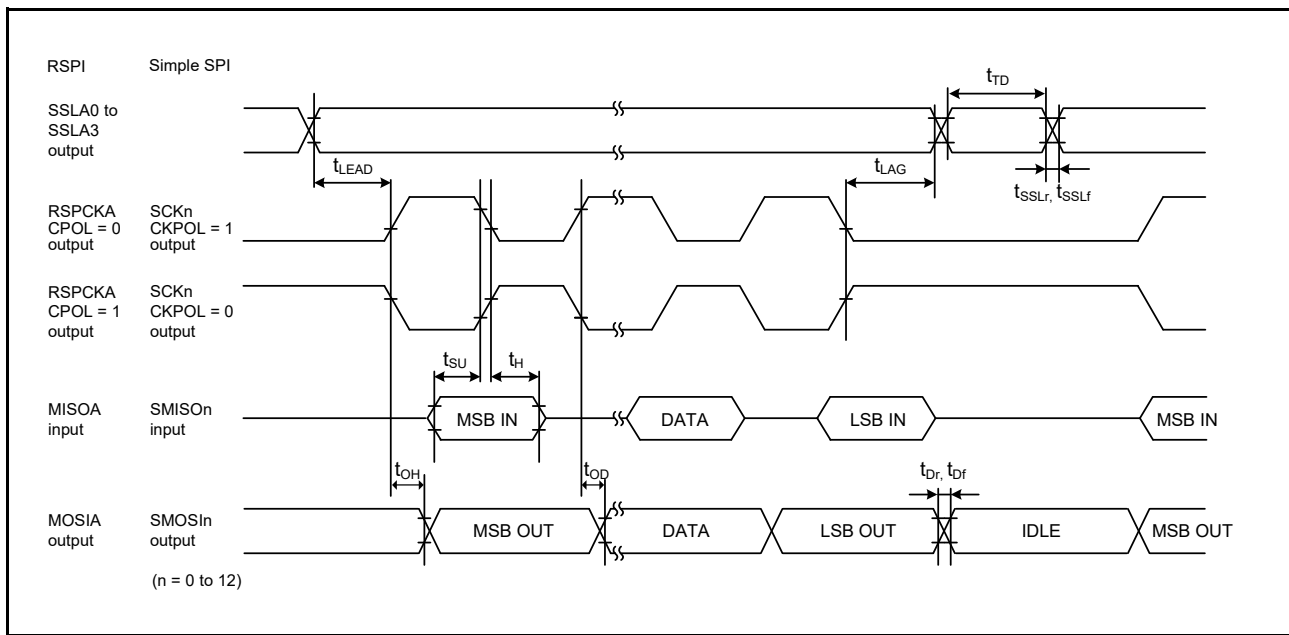 RSPI Simple SPI
SSLA0 to
SSLA3
output
tTD
tLEAD
tLAG
tSSLr, tSSLf
RSPCKA SCKn
CPOL = 0 CKPOL = 1
output output
RSPCKA SCKn
CPOL = 1 CKPOL = 0
output output
tSU tH
MISOA SMISOn
input input
MSB IN DATA LSB IN MSB IN
tOH tOD tDr, tDf
MOSIA SMOSIn
output output
MSB OUT DATA LSB OUT IDLE MSB OUT
(n = 0 to 12)